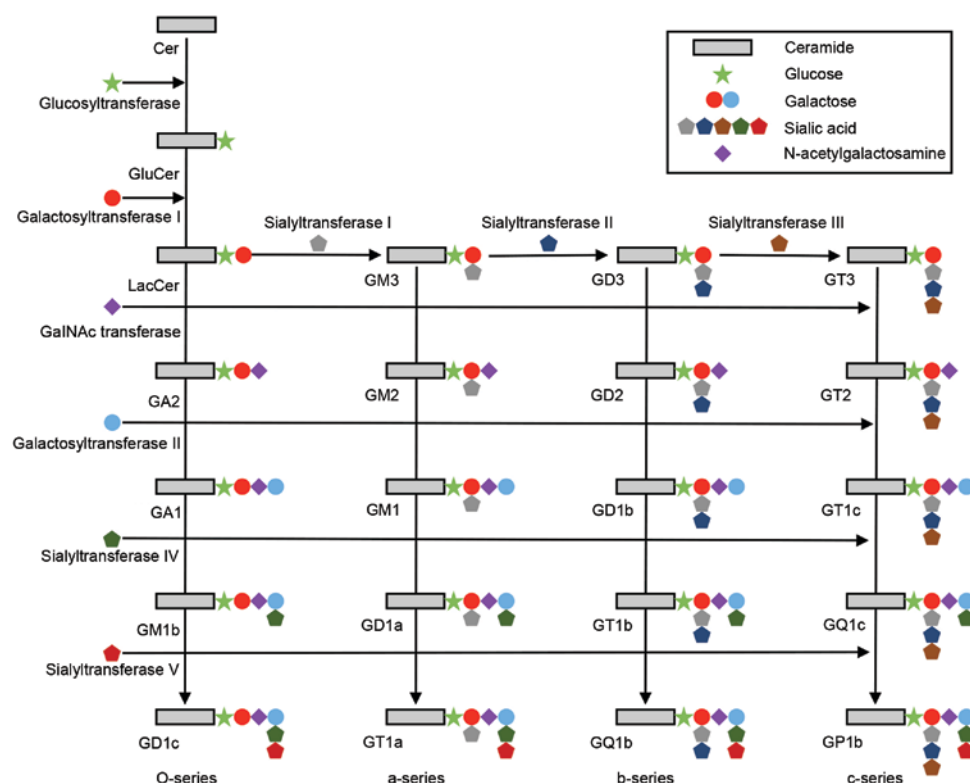 Cer
Ceramide
Glucose
Galactose
Sialic acid
N-acetylgalactosamine
Glucosyltransferase
GluCer
Galactosyltransferase I
Sialyltransferase I
Sialyltransferase II
Sialyltransferase III
LacCer
GM3
GD3
GT3
GalNAc transferase
GA2
GM2
GD2
GT2
Galactosyltransferase II
GA1
GM1
GD1b
GT1c
Sialyltransferase IV
GM1b
GD1a
GT1b
GQ1c
Sialyltransferase V
GD1c
GT1a
GQ1b
GP1b
O-series
a-series
b-series
c-series